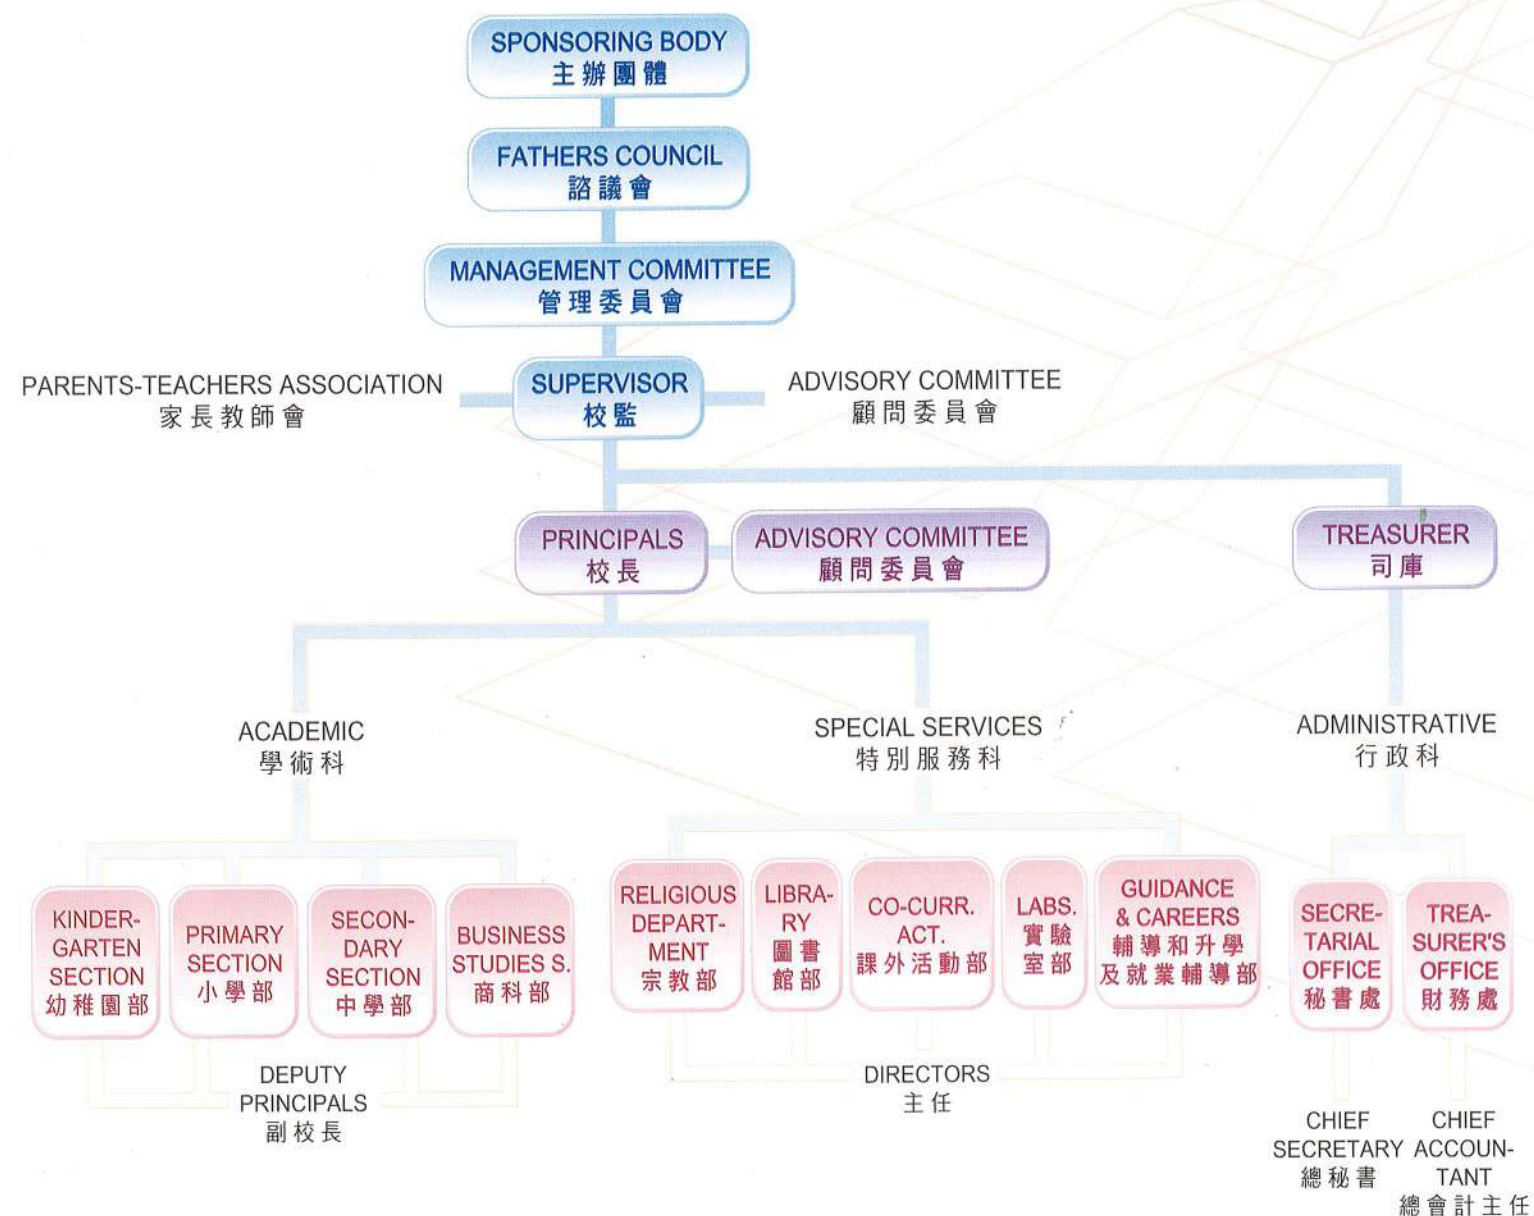 SPONSORING BODY
主辦團體
FATHERS COUNCIL
諮議會
MANAGEMENT COMMITTEE
管理委員會
PARENTS-TEACHERS ASSOCIATION
家長教師會
SUPERVISOR
校監
ADVISORY COMMITTEE
顧問委員會
PRINCIPALS
校長
ADVISORY COMMITTEE
顧問委員會
TREASURER
司庫
ACADEMIC
學術科
SPECIAL SERVICES
特別服務科
ADMINISTRATIVE
行政科
KINDER-
GARTEN
SECTION
幼稚園部
PRIMARY
SECTION
小學部
SECON-
DARY
SECTION
中學部
BUSINESS
STUDIES S.
商科部
RELIGIOUS
DEPART-
MENT
宗教部
LIBRA-
RY
圖書
館部
CO-CURR.
ACT.
課外活動部
LABS.
實驗
室部
GUIDANCE
& CAREERS
輔導和升學
及就業輔導部
SECRE-
TARIAL
OFFICE
秘書處
TREA-
SURER'S
OFFICE
財務處
DEPUTY
PRINCIPALS
副校長
DIRECTORS
主任
CHIEF
SECRETARY
總秘書
CHIEF
ACCOUN-
TANT
總會計主任